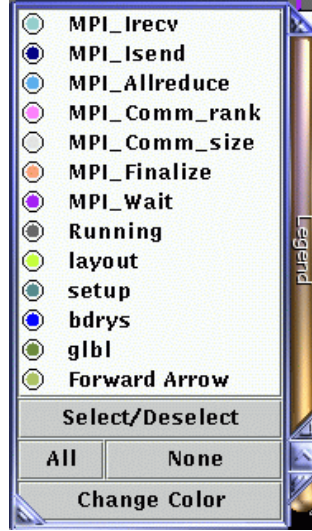 MPI_Irecv
MPI_Isend
MPI_Allreduce
MPI_Comm_rank
MPI_Comm_size
MPI_Finalize
MPI_Wait
Running
layout
setup
bdrys
glbl
Forward Arrow
Select/Deselect
All None
Change Color
Legend